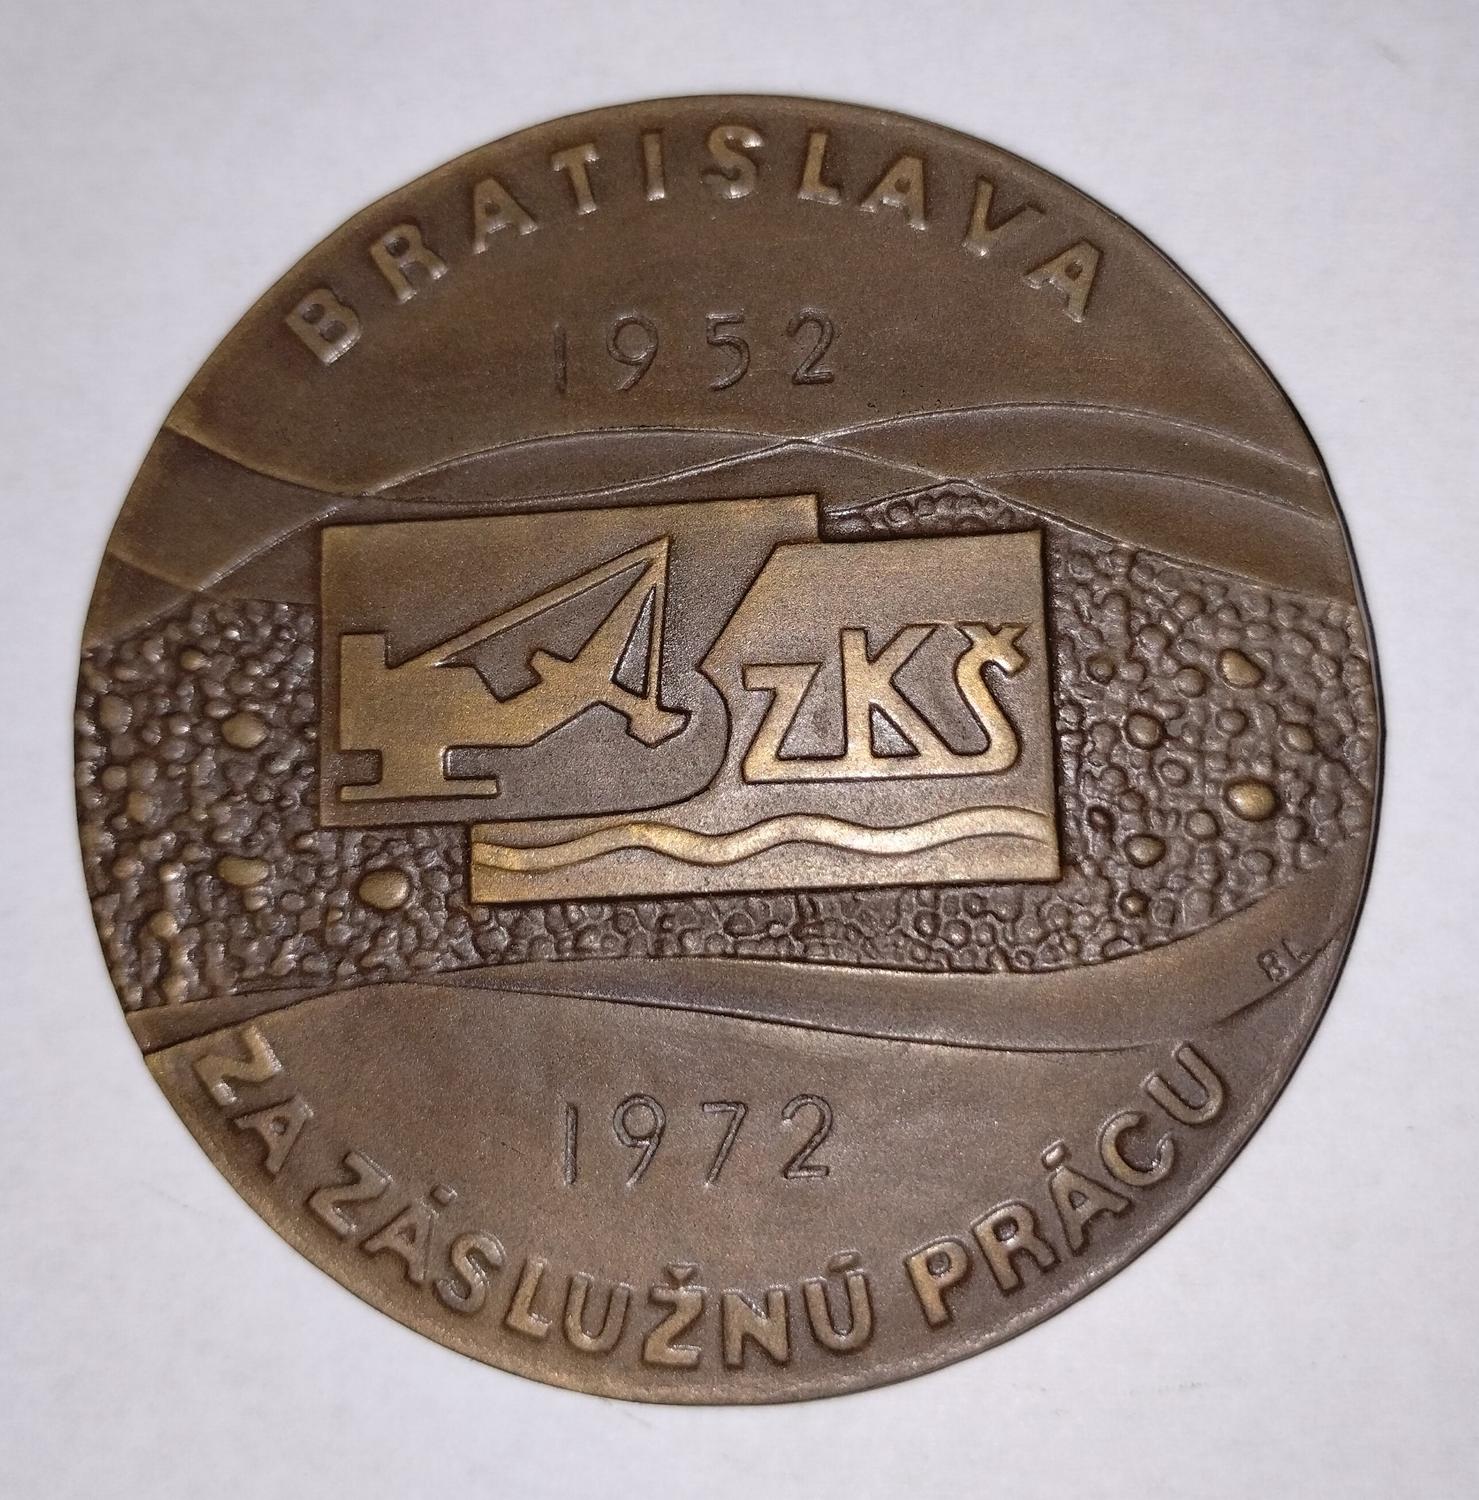 BRATISLAVA
1952
ZKŠ
BL
1972
ZA ZÁSLUŽNÚ PRÁCU